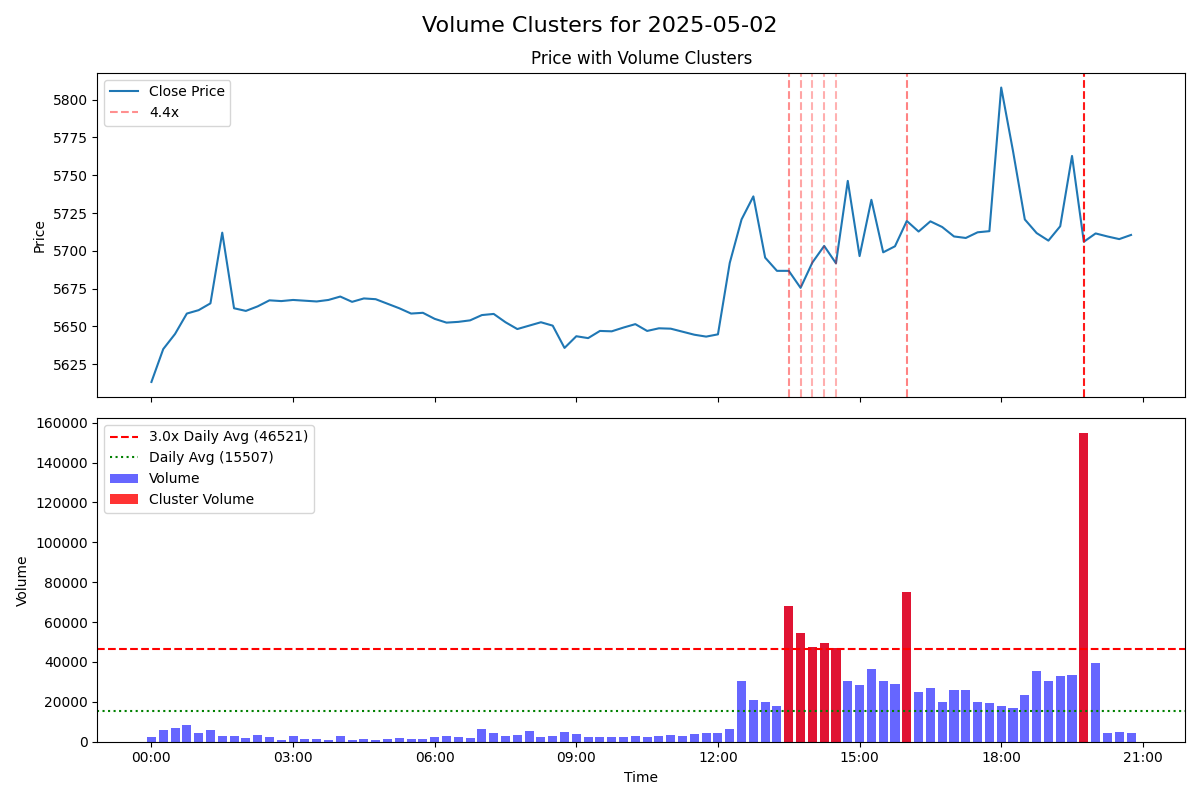 Volume Clusters for 2025-05-02
Price with Volume Clusters
Close Price
4.4x
Price
5800
5775
5750
5725
5700
5675
5650
5625
3.0x Daily Avg (46521)
Daily Avg (15507)
Volume
Cluster Volume
Volume
160000
140000
120000
100000
80000
60000
40000
20000
0
00:00 03:00 06:00 09:00 12:00 15:00 18:00 21:00
Time